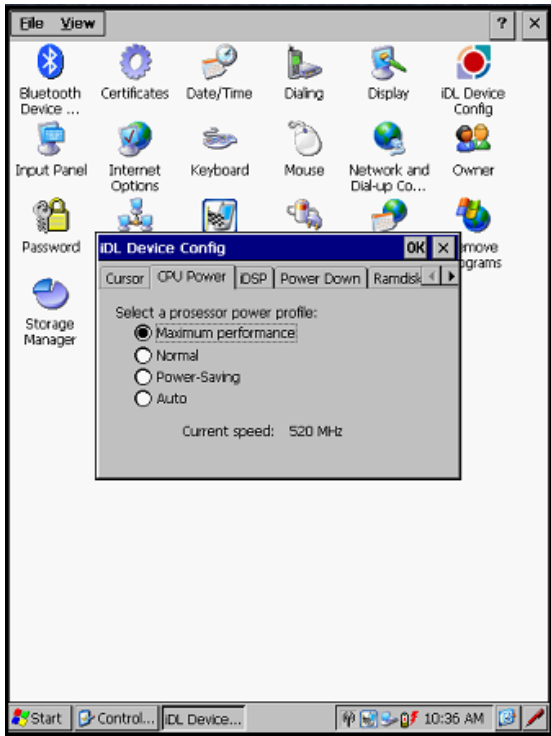 File View ? ×
Bluetooth Device ...
Certificates
Date/Time
Dialing
Display
iDL Device Config
Input Panel
Internet Options
Keyboard
Mouse
Network and Dial-up Co...
Owner
Password
iDL Device Config OK ×
Cursor CPU Power iDSP Power Down Ramdisk
Select a prosessor power profile:
Maximum performance
Normal
Power-Saving
Auto
Current speed: 520 MHz
Storage Manager
Start Control... iDL Device... 10:36 AM